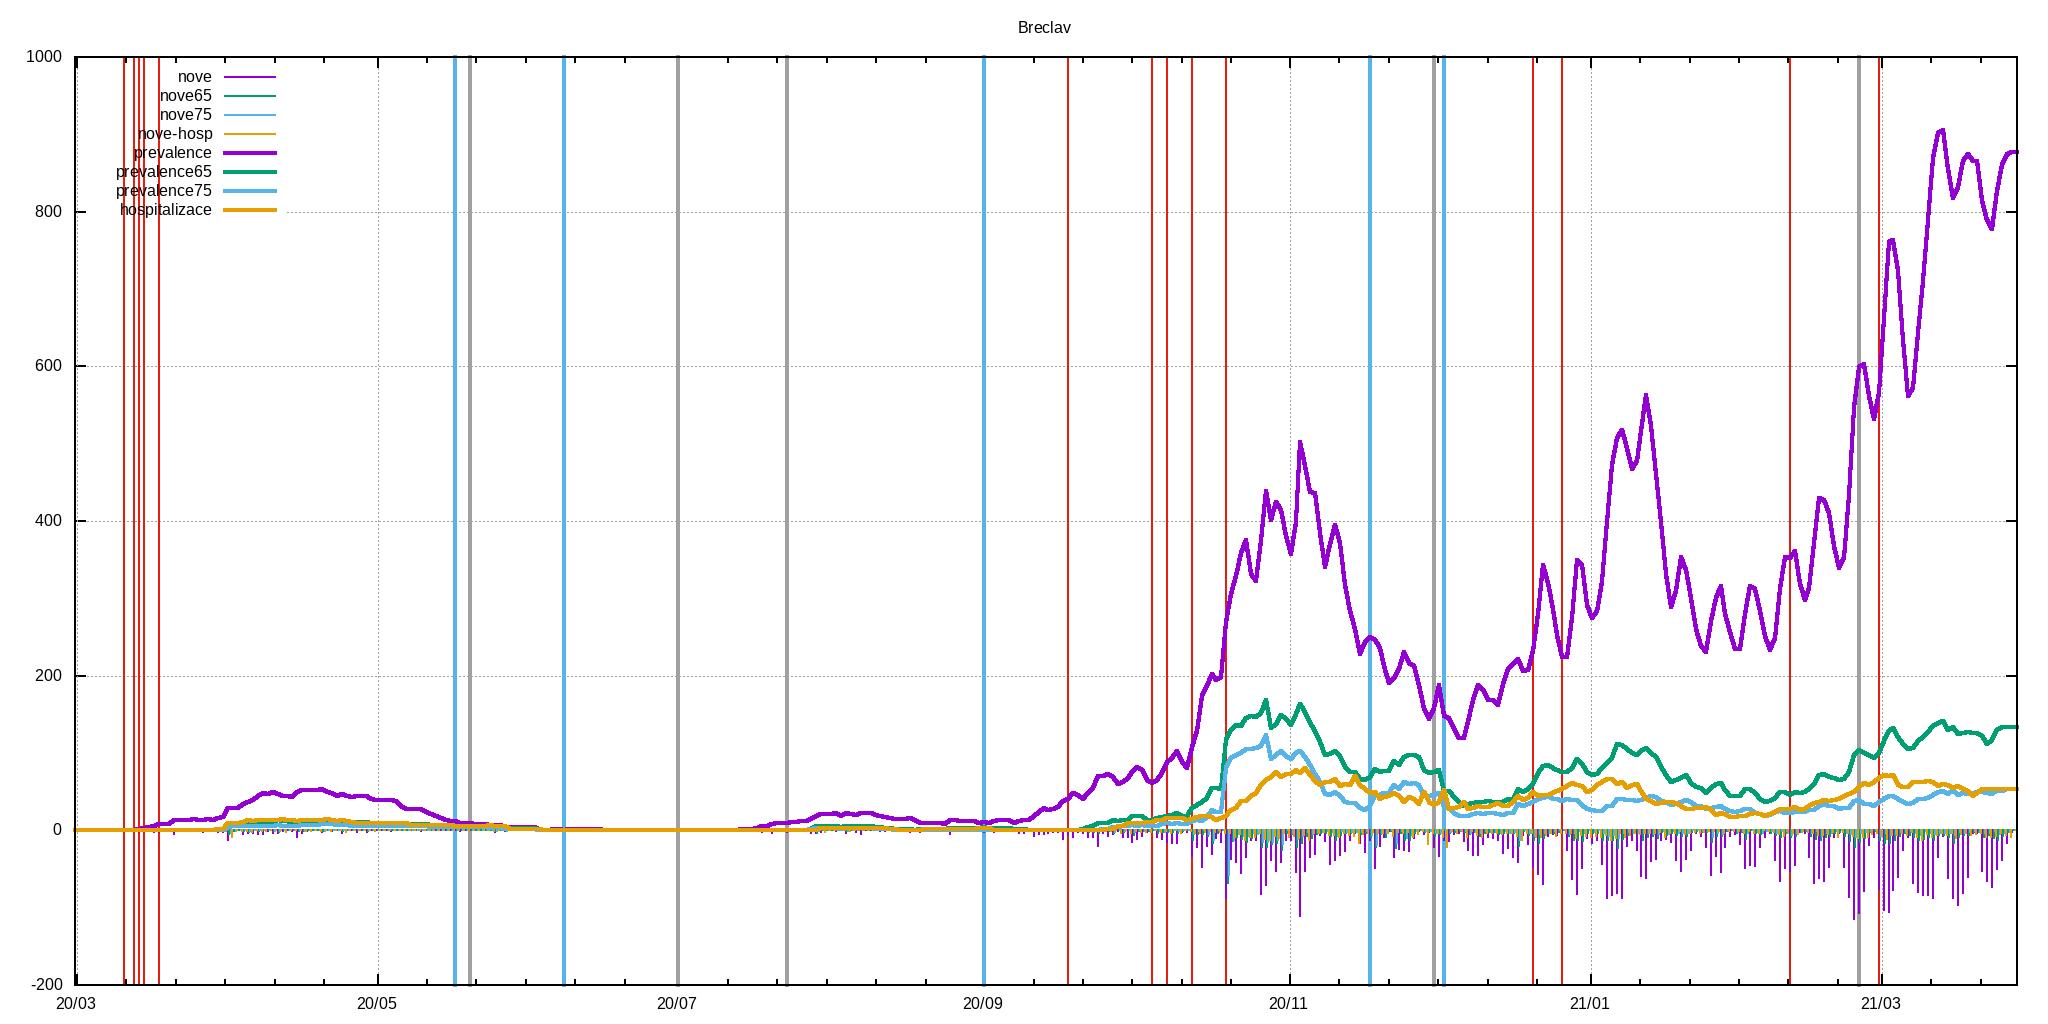 Breclav
1000
800
600
400
200
0
-200
nove
nove65
nove75
nove-hosp
prevalence
prevalence65
prevalence75
hospitalizace
20/03 20/05 20/07 20/09 20/11 21/01 21/03